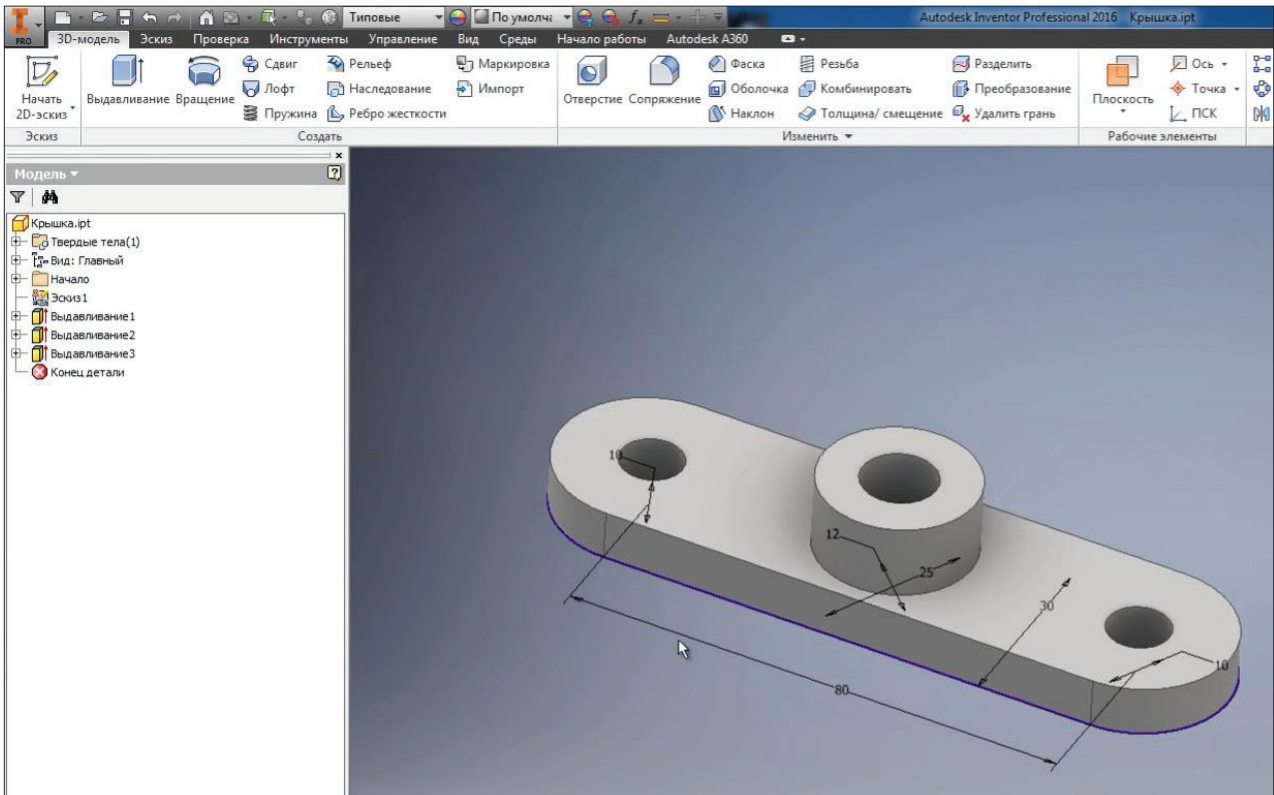 Типовые По умолча fx Autodesk Inventor Professional 2016 Крышка.ipt
PRO 3D-модель Эскиз Проверка Инструменты Управление Вид Среды Начало работы Autodesk A360
Начать 2D-эскиз
Выдавливание
Вращение
Сдвиг
Лофт
Пружина
Рельеф
Наследование
Ребро жесткости
Маркировка
Импорт
Отверстие
Сопряжение
Фаска
Оболочка
Наклон
Резьба
Комбинировать
Толщина/ смещение
Разделить
Преобразование
Удалить грань
Плоскость
Ось
Точка
ПСК
Эскиз Создать Изменить Рабочие элементы
Модель
Крышка.ipt
Твердые тела(1)
Вид: Главный
Начало
Эскиз1
Выдавливание1
Выдавливание2
Выдавливание3
Конец детали
10
12
25
30
10
80